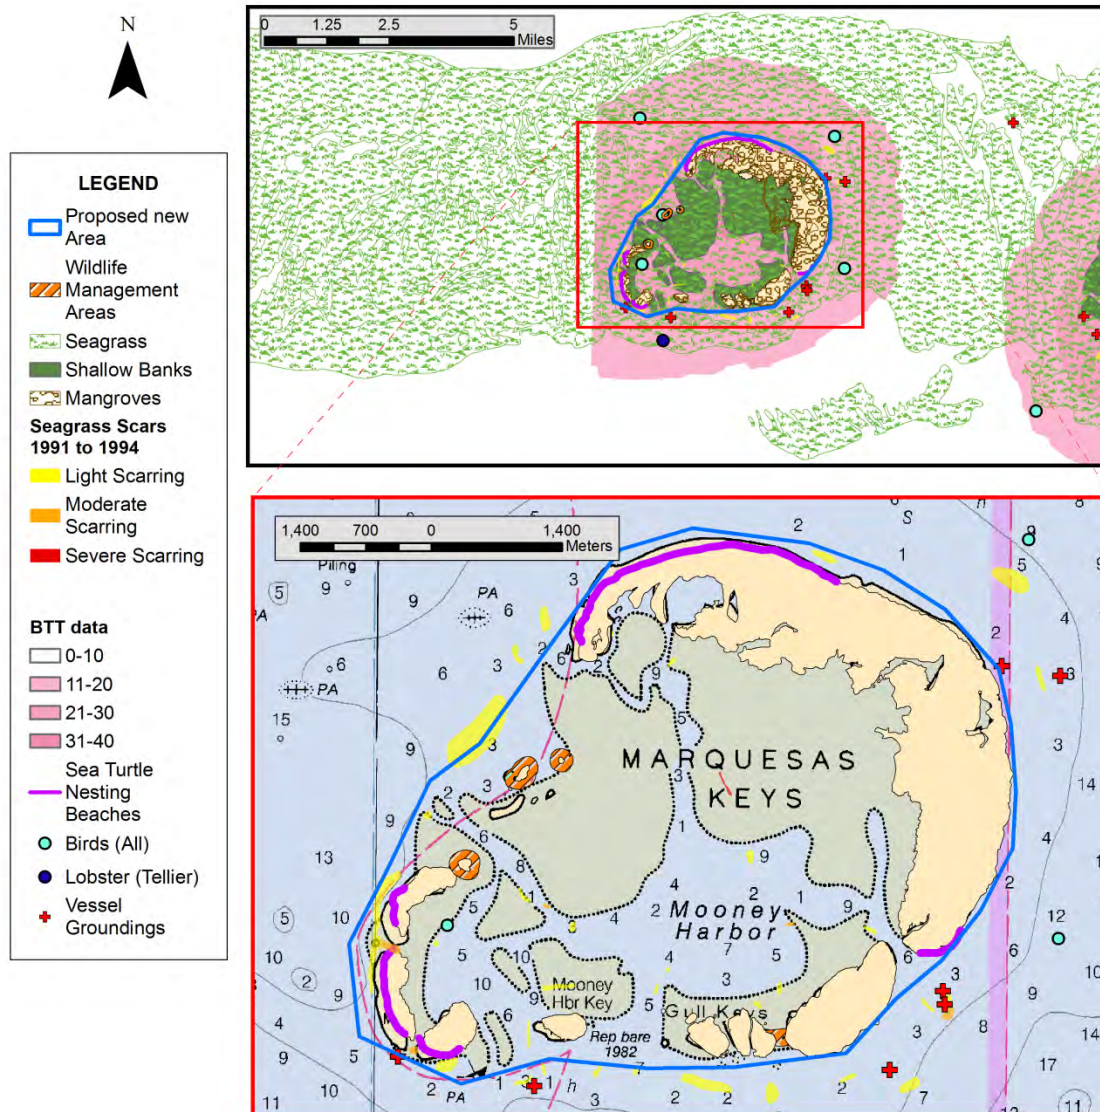 N
LEGEND
Proposed new
Area
Wildlife
Management
Areas
Seagrass
Shallow Banks
Mangroves
Seagrass Scars
1991 to 1994
Light Scarring
Moderate
Scarring
Severe Scarring
BTT data
0-10
11-20
21-30
31-40
Sea Turtle
Nesting
Beaches
Birds (All)
Lobster (Tellier)
Vessel
Groundings
0 1.25 2.5 5
Miles
1,400 700 0 1,400
Meters
Piling
PA
PA
PA
MARQUESAS
KEYS
Mooney
Harbor
Mooney
Hbr Key
Gull Keys
Rep bare
1982
PA